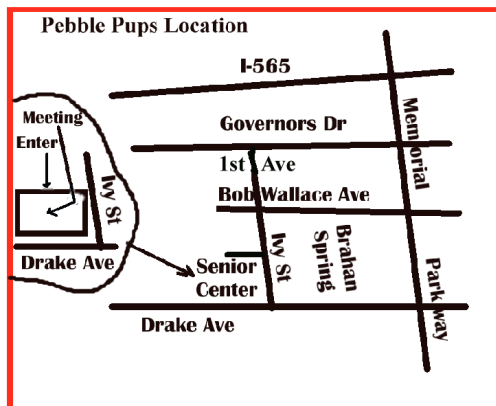 Pebble Pups Location
I-565
Meeting
Enter
Ivy St
Drake Ave
Governors Dr
1st Ave
Bob Wallace Ave
Senior
Center
Ivy St
Brahan
Spring
Drake Ave
Memorial
Parkway